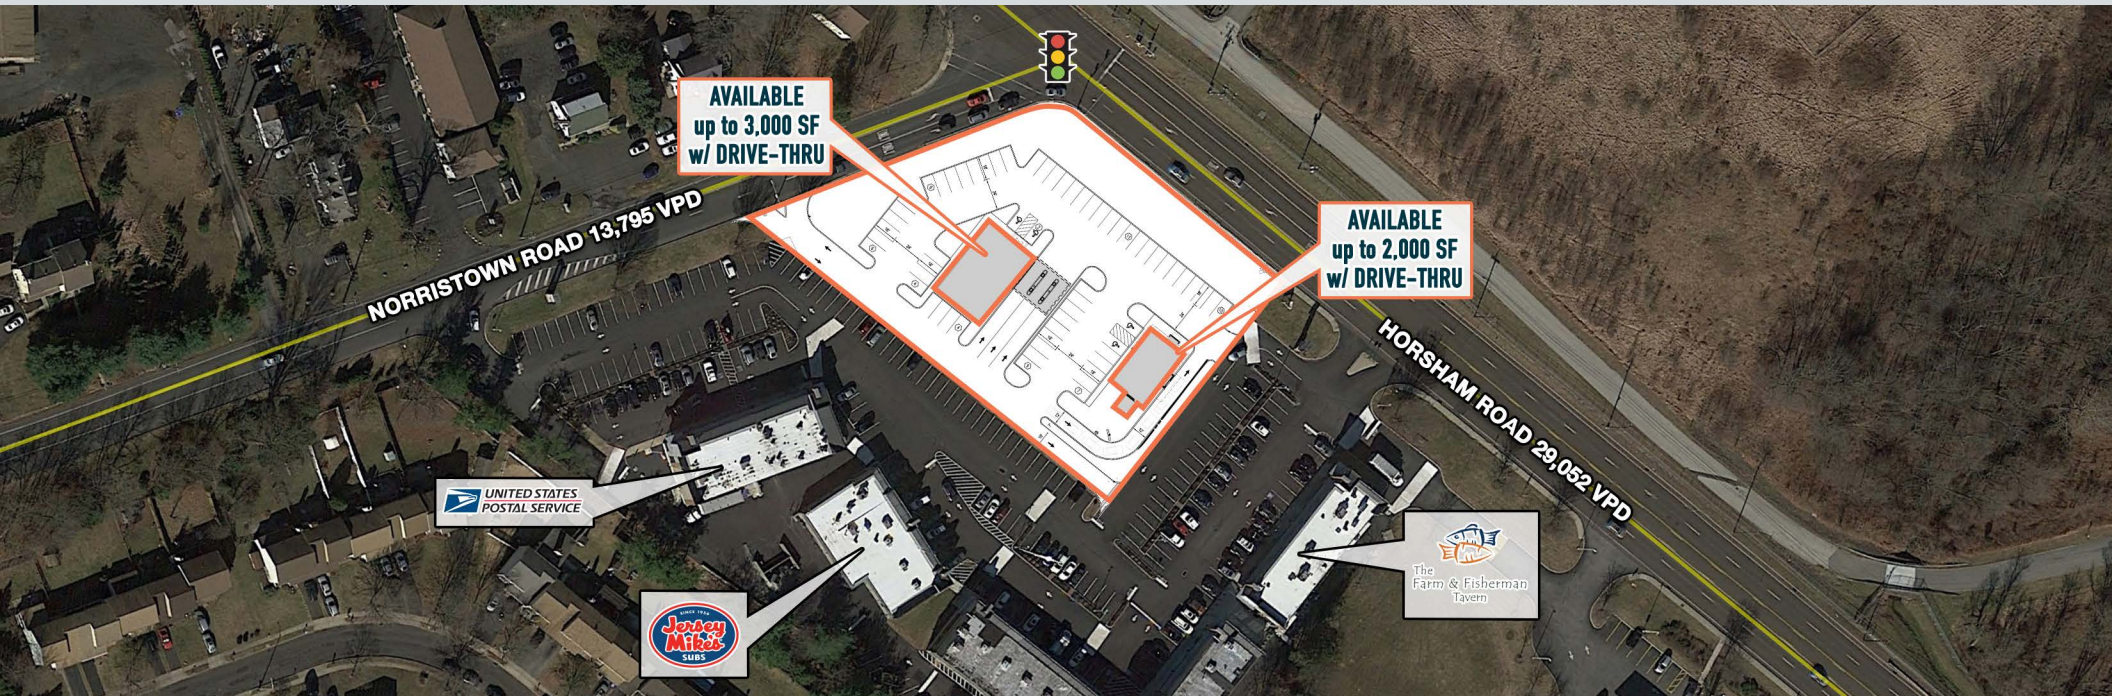 AVAILABLE
up to 3,000 SF
w/ DRIVE-THRU
AVAILABLE
up to 2,000 SF
w/ DRIVE-THRU
NORRISTOWN ROAD 13,795 VPD
HORSHAM ROAD 29,052 VPD
UNITED STATES
POSTAL SERVICE
SINCE 1956
Jersey
Mike's
SUBS
The
Farm & Fisherman
Tavern